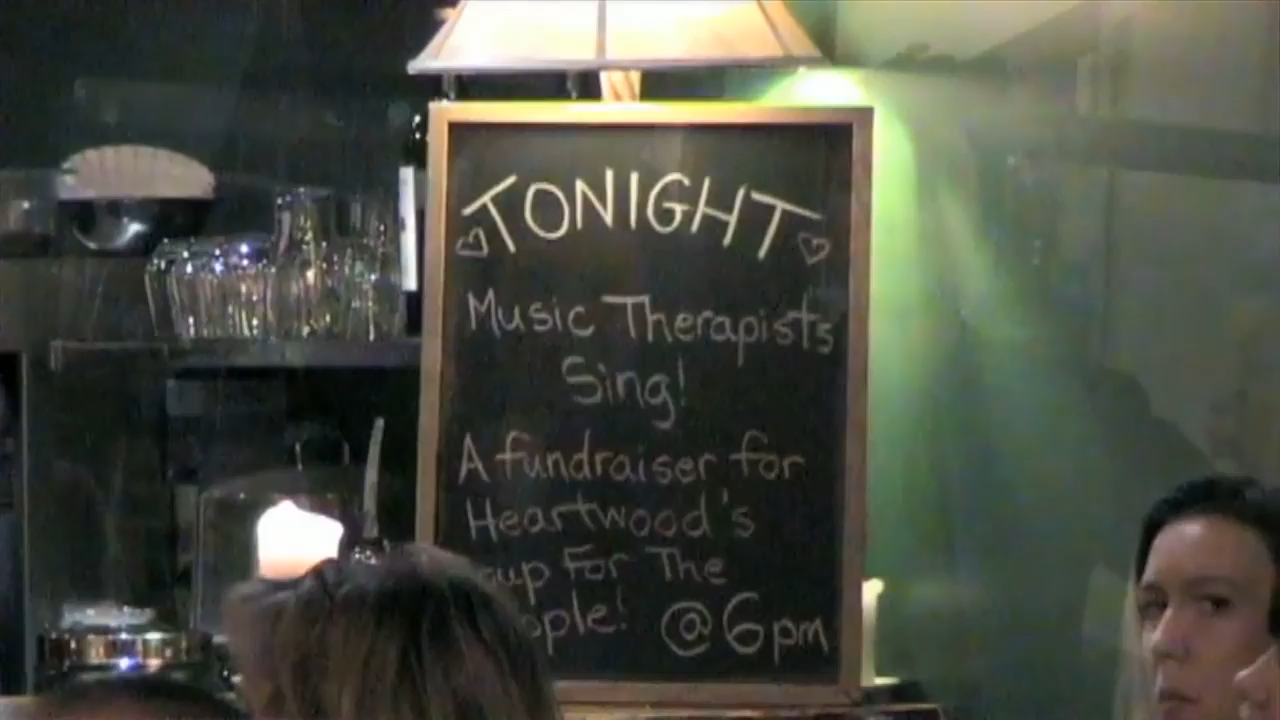 TONIGHT
Music Therapists
Sing!
A fundraiser for
Heartwood's
For The
@6pm